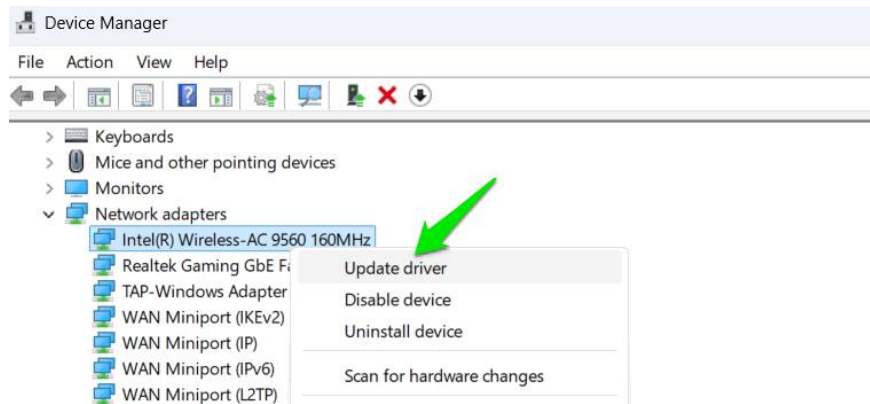 Device Manager
File Action View Help
Keyboards
Mice and other pointing devices
Monitors
Network adapters
Intel(R) Wireless-AC 9560 160MHz
Realtek Gaming GbE
TAP-Windows Adapter
WAN Miniport (IKEv2)
WAN Miniport (IP)
WAN Miniport (IPv6)
WAN Miniport (L2TP)
Update driver
Disable device
Uninstall device
Scan for hardware changes